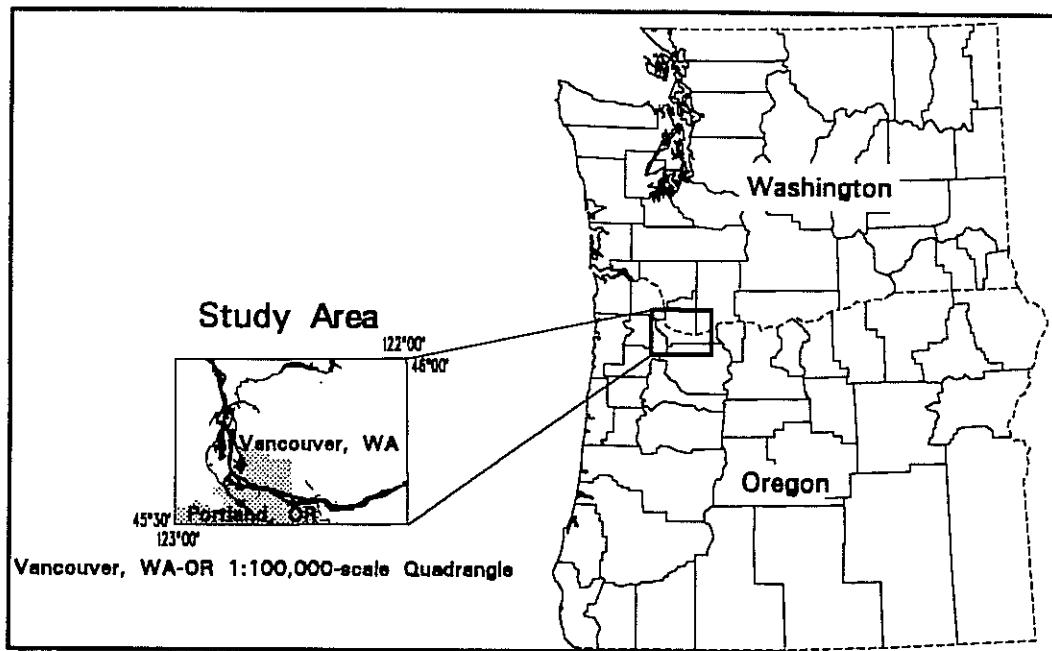 Washington
Study Area
122°00'
46°00'
Vancouver, WA
Oregon
Portland, OR
45°30'
123°00'
Vancouver, WA-OR 1:100,000-scale Quadrangle